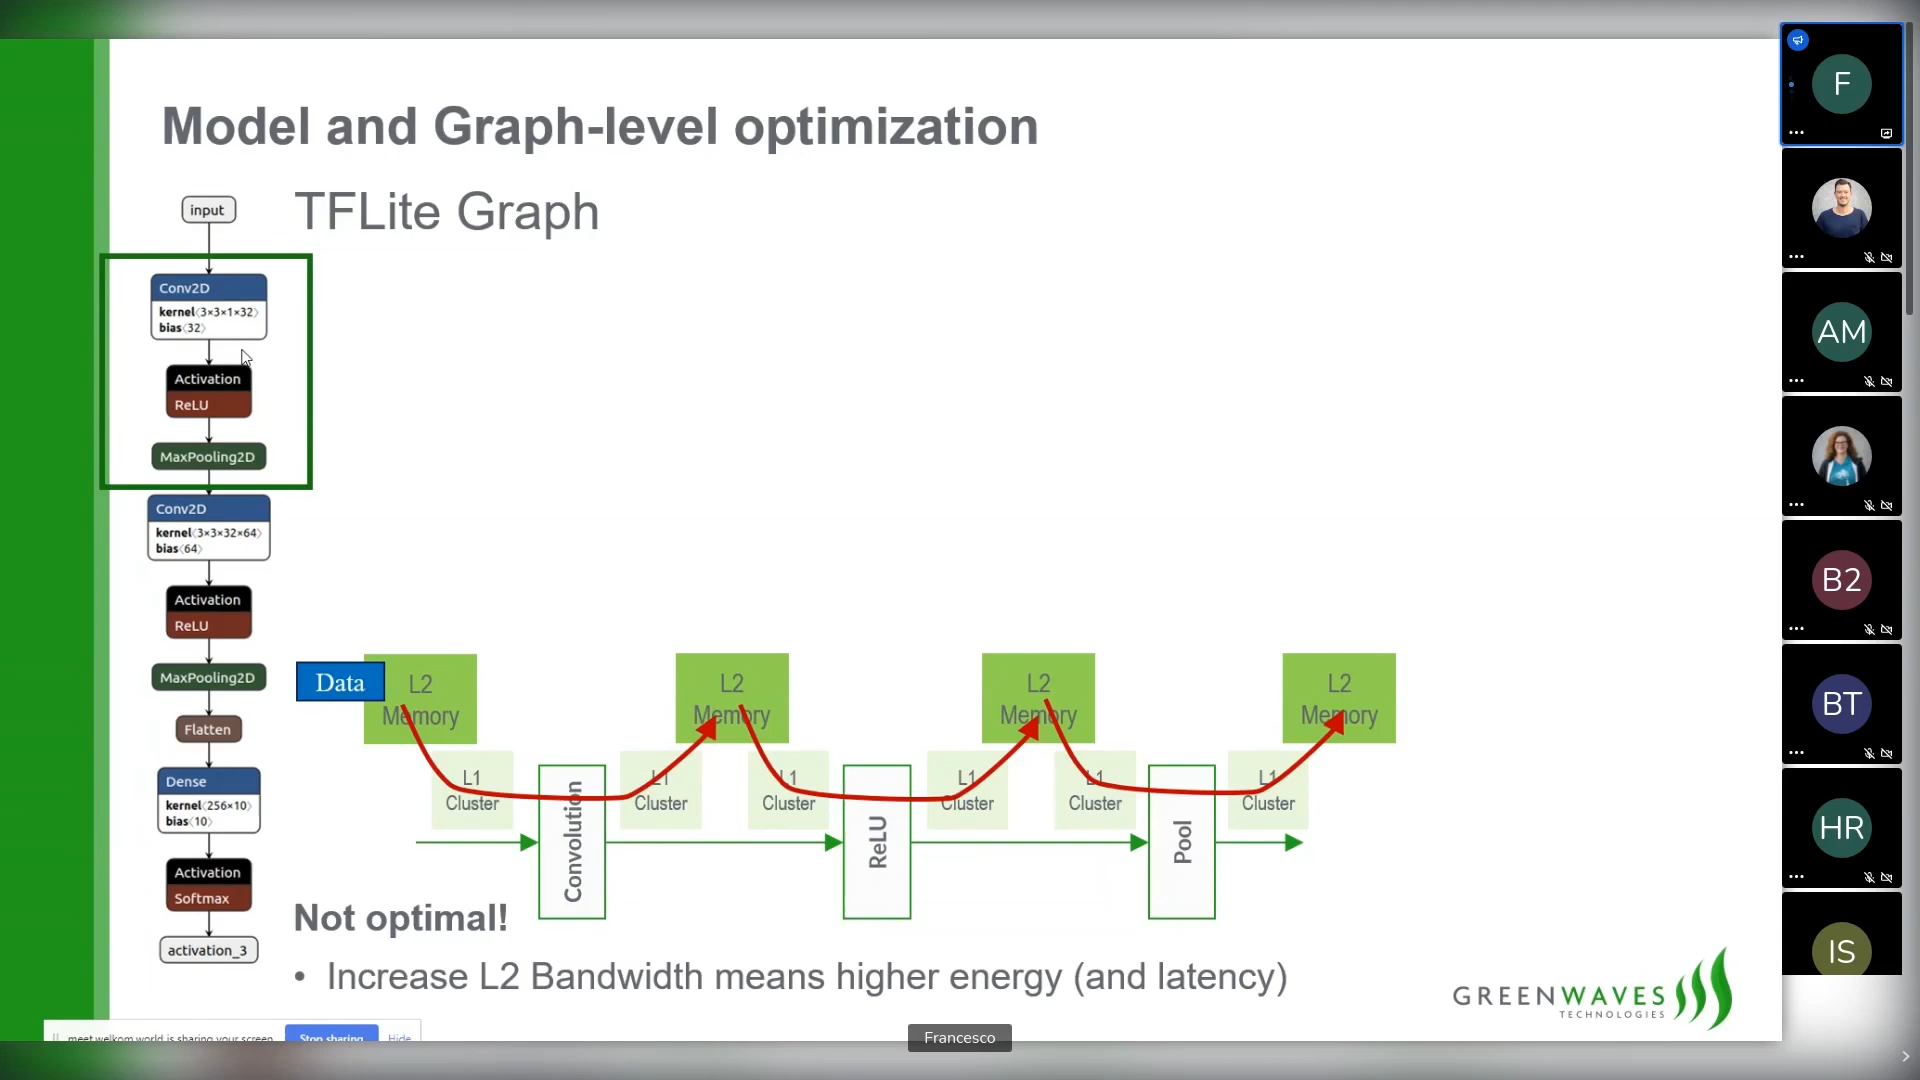 Model and Graph-level optimization
TFLite Graph
input
Conv2D
kernel⟨3×3×1×32⟩
bias⟨32⟩
Activation
ReLU
MaxPooling2D
Conv2D
kernel⟨3×3×32×64⟩
bias⟨64⟩
Activation
ReLU
MaxPooling2D
Flatten
Dense
kernel⟨256×10⟩
bias⟨10⟩
Activation
Softmax
activation_3
Data
L2
Memory
L2
Memory
L2
Memory
L2
Memory
L1
Cluster
L1
Cluster
L1
Cluster
L1
Cluster
L1
Cluster
L1
Cluster
Convolution
ReLU
Pool
Not optimal!
• Increase L2 Bandwidth means higher energy (and latency)
GREENWAVES
TECHNOLOGIES
meet.welkom.world is sharing your screen.
Stop sharing
Hide
Francesco
F
AM
B2
BT
HR
IS